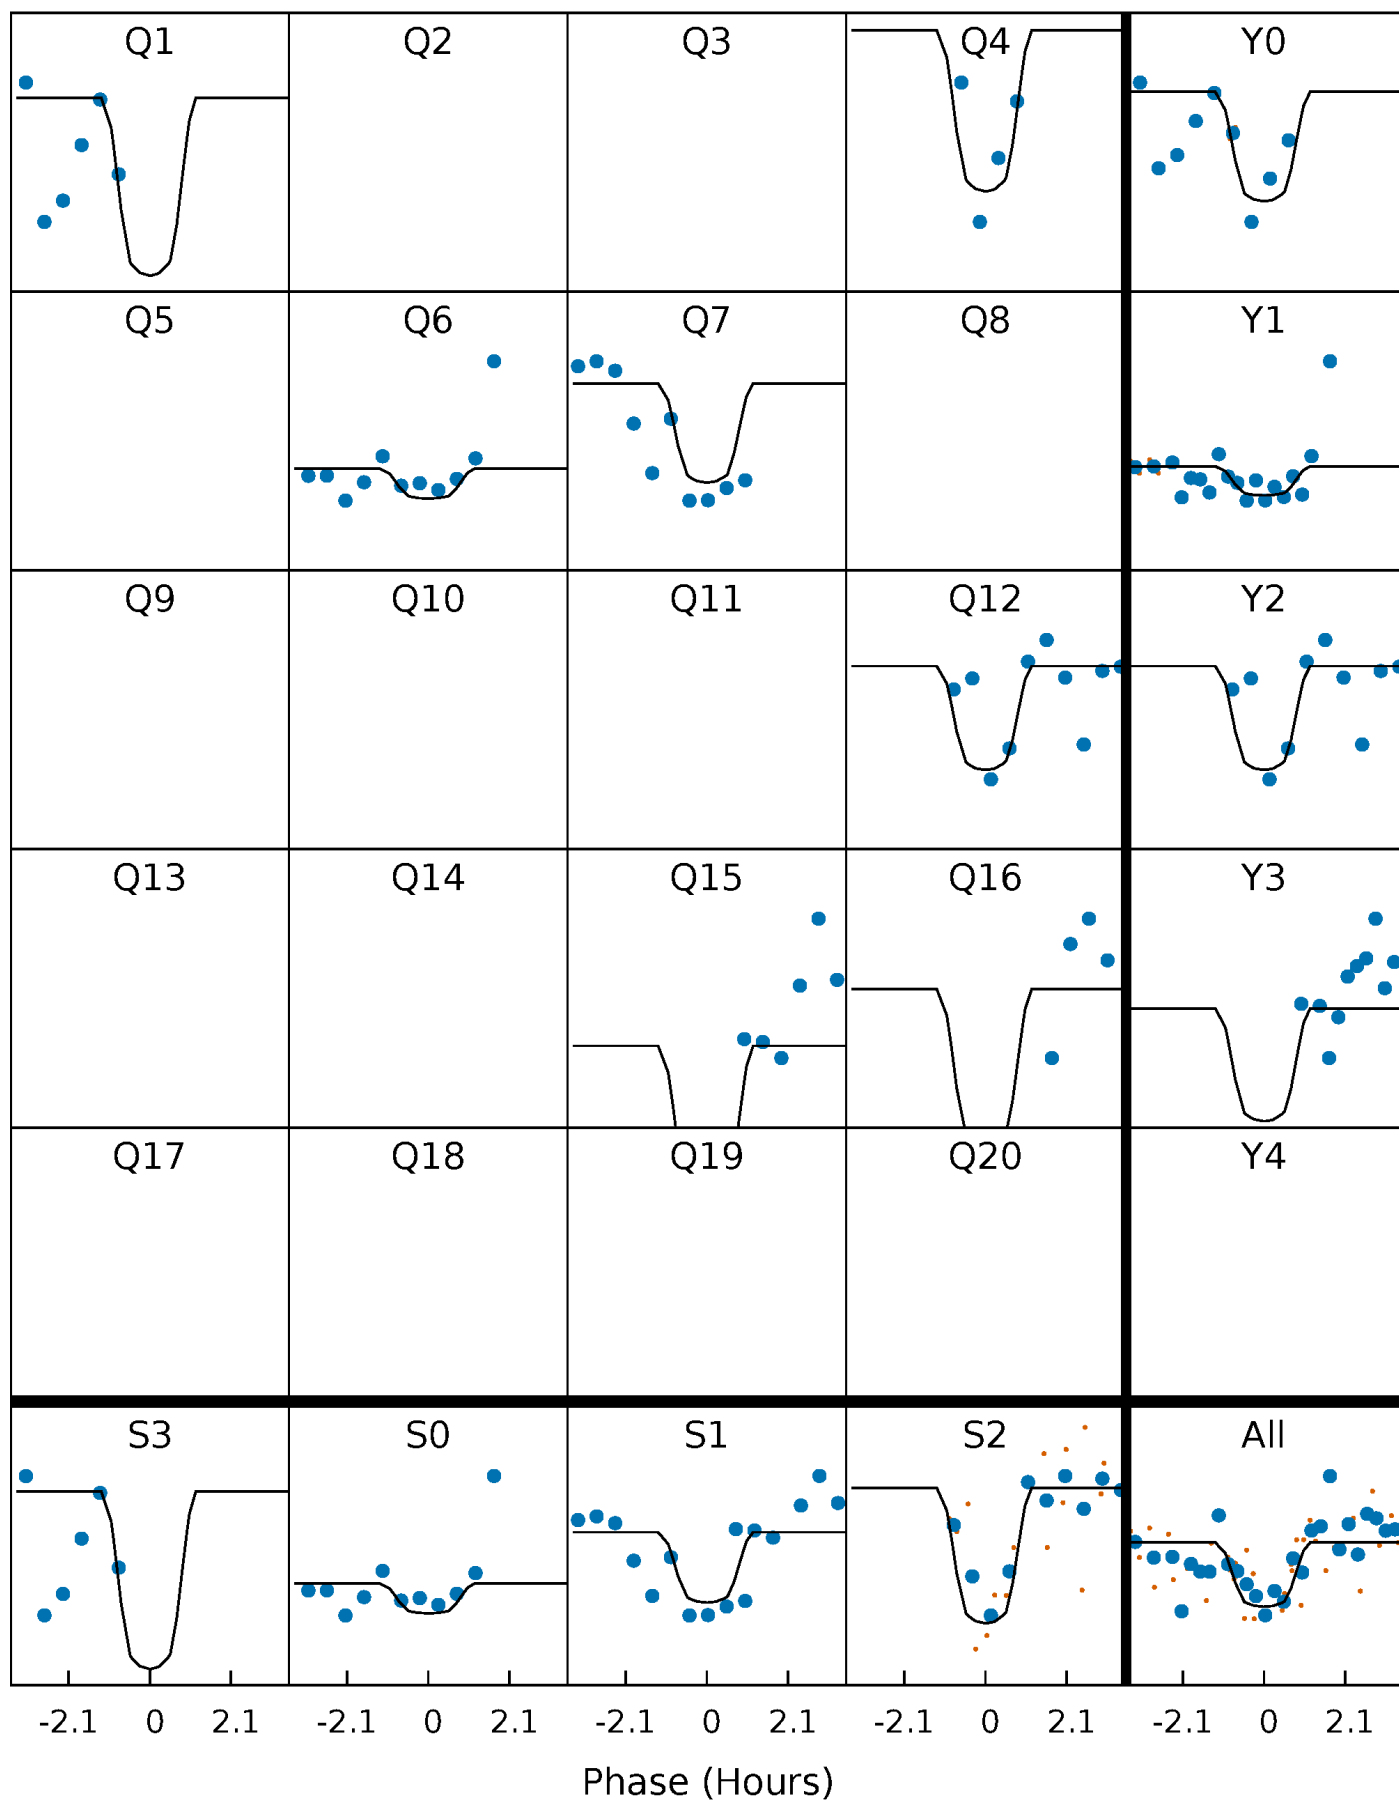 Q1 Q2 Q3 Q4 Y0
Q5 Q6 Q7 Q8 Y1
Q9 Q10 Q11 Q12 Y2
Q13 Q14 Q15 Q16 Y3
Q17 Q18 Q19 Q20 Y4
S3 S0 S1 S2 All
-2.1 0 2.1 -2.1 0 2.1 -2.1 0 2.1 -2.1 0 2.1 -2.1 0 2.1
Phase (Hours)